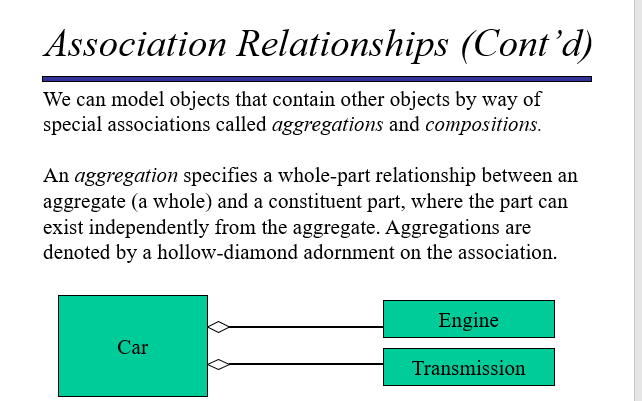 Association Relationships (Cont’d)
We can model objects that contain other objects by way of
special associations called aggregations and compositions.
An aggregation specifies a whole-part relationship between an
aggregate (a whole) and a constituent part, where the part can
exist independently from the aggregate. Aggregations are
denoted by a hollow-diamond adornment on the association.
Car
Engine
Transmission